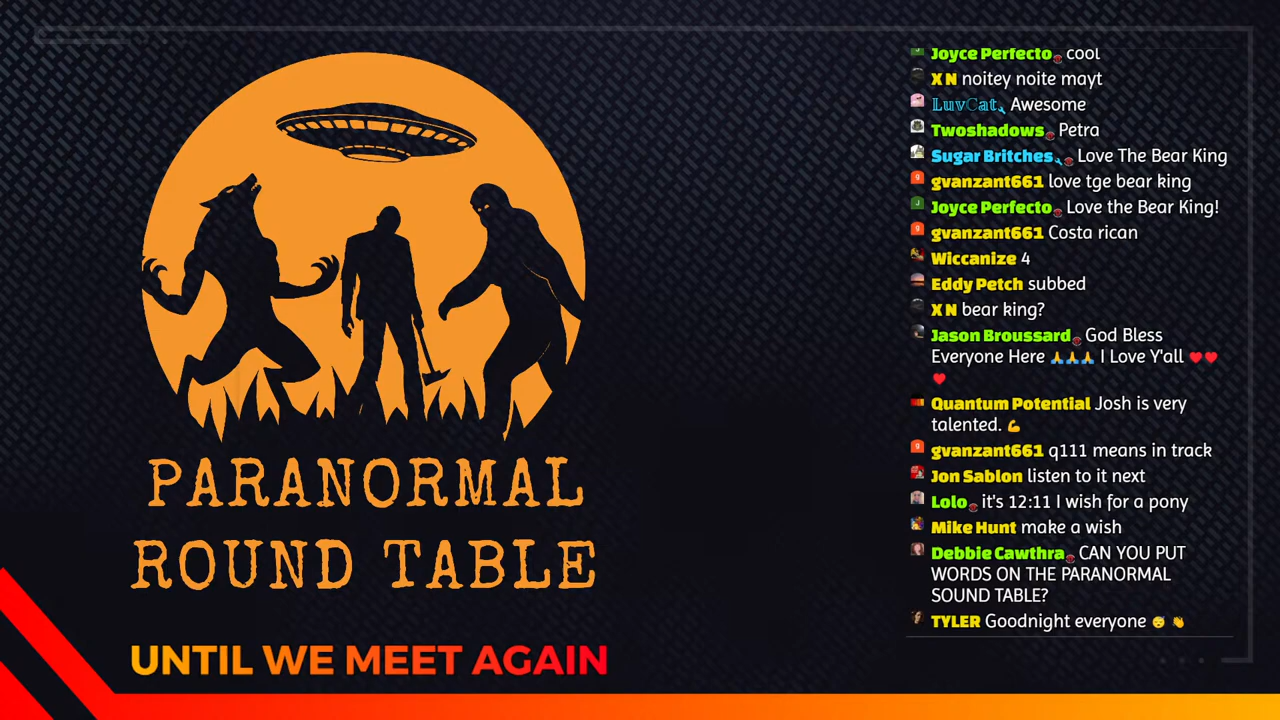 PARANORMAL
ROUND TABLE
UNTIL WE MEET AGAIN
Joyce Perfecto cool
X N noitey noite mayt
LuvCat Awesome
Twoshadows Petra
Sugar Britches Love The Bear King
gvanzant661 love tge bear king
Joyce Perfecto Love the Bear King!
gvanzant661 Costa rican
Wiccanize 4
Eddy Petch subbed
X N bear king?
Jason Broussard God Bless
Everyone Here 🙏🙏🙏 I Love Y'all ❤️❤️
❤️
Quantum Potential Josh is very
talented. 💪
gvanzant661 q111 means in track
Jon Sablon listen to it next
Lolo it's 12:11 I wish for a pony
Mike Hunt make a wish
Debbie Cawthra CAN YOU PUT
WORDS ON THE PARANORMAL
SOUND TABLE?
TYLER Goodnight everyone 😴 👏